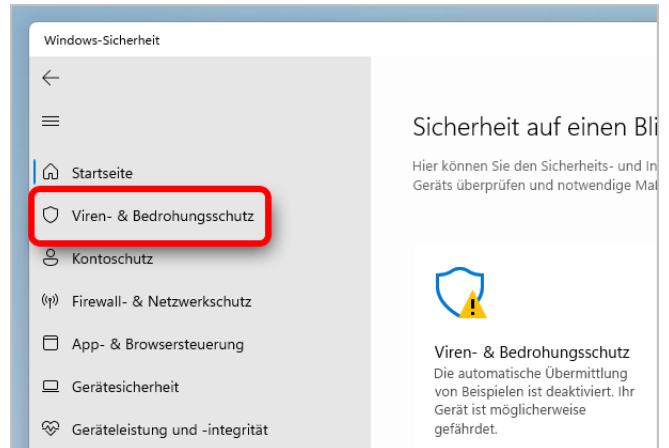 Windows-Sicherheit
Startseite
Viren- & Bedrohungsschutz
Kontoschutz
Firewall- & Netzwerkschutz
App- & Browsersteuerung
Gerätesicherheit
Geräteleistung und -integrität
Sicherheit auf einen Bli
Hier können Sie den Sicherheits- und In
Geräts überprüfen und notwendige Ma
Viren- & Bedrohungsschutz
Die automatische Übermittlung
von Beispielen ist deaktiviert. Ihr
Gerät ist möglicherweise
gefährdet.